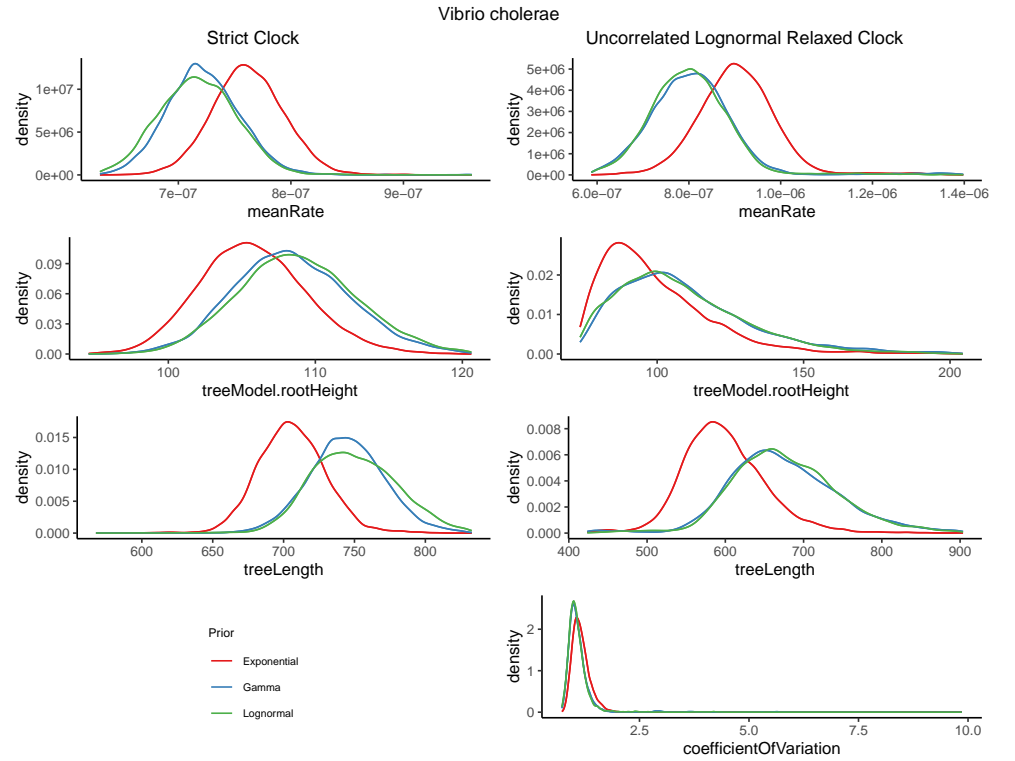 Vibrio cholerae
Strict Clock
Uncorrelated Lognormal Relaxed Clock
density
1e+07
5e+06
0e+00
7e−07 8e−07 9e−07
meanRate
density
5e+06
4e+06
3e+06
2e+06
1e+06
0e+00
6.0e−07 8.0e−07 1.0e−06 1.2e−06 1.4e−06
meanRate
density
0.09
0.06
0.03
0.00
100 110 120
treeModel.rootHeight
density
0.02
0.01
0.00
100 150 200
treeModel.rootHeight
density
0.015
0.010
0.005
0.000
600 650 700 750 800
treeLength
density
0.008
0.006
0.004
0.002
0.000
400 500 600 700 800 900
treeLength
Prior
Exponential
Gamma
Lognormal
density
2
1
0
2.5 5.0 7.5 10.0
coefficientOfVariation